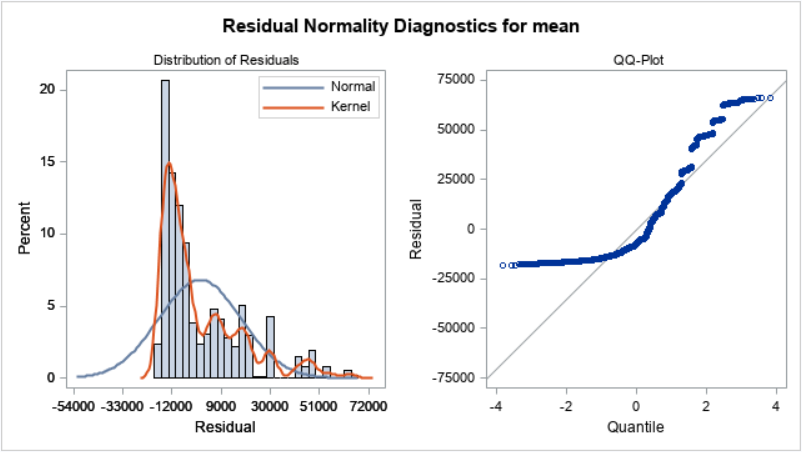 Residual Normality Diagnostics for mean
Distribution of Residuals
Normal
Kernel
20
15
10
5
0
Percent
-54000 -33000 -12000 9000 30000 51000 72000
Residual
QQ-Plot
75000
50000
25000
0
-25000
-50000
-75000
Residual
-4 -2 0 2 4
Quantile